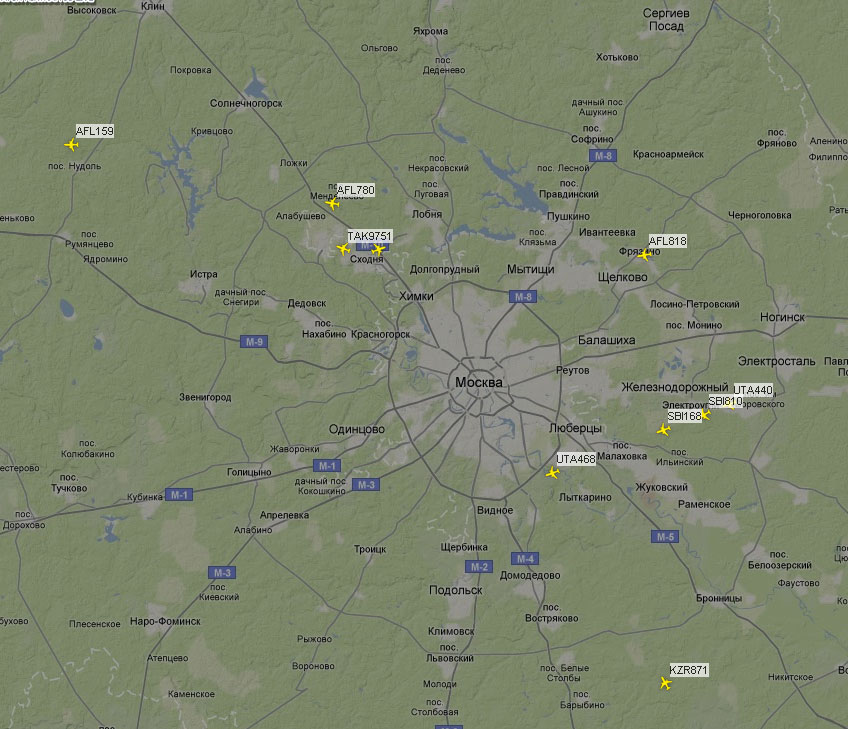 Высоковск
Клин
Сергиев
Посад
Яхрома
Ольгово
пос.
Деденево
Хотьково
Покровка
Солнечногорск
дачный пос.
Ашукино
AFL159
Кривцово
пос.
Софрино
M-8
Красноармейск
пос.
Фряново
Аленино
Филиппо
пос. Нудоль
Ложки
пос.
Некрасовский
пос. Лесной
AFL780
пос.
Луговая
пос.
Правдинский
Алабушево
Лобня
Пушкино
Черноголовка
еньково
пос.
Румянцево
TAK9751
Сходня
пос.
Клязьма
Ивантеевка
AFL818
Фрязино
Ядромино
Истра
Долгопрудный
Мытищи
Щелково
дачный пос.
Снегири
Дедовск
Химки
M-8
Лосино-Петровский
Ногинск
пос.
Нахабино
Красногорск
пос. Монино
M-9
Балашиха
Электросталь
Реутов
Москва
Железнодорожный
UTA440
SBI810
SBI168
Звенигород
Одинцово
Люберцы
пос.
Колюбакино
Жаворонки
UTA468
Малаховка
пос.
Ильинский
естерово
Голицыно
M-1
дачный пос.
Кокошкино
M-3
пос.
Тучково
Кубинка
M-1
Лыткарино
Жуковский
Раменское
Видное
пос.
Дорохово
Апрелевка
Алабино
M-5
Троицк
Щербинка
M-4
M-2
Домодедово
пос.
Белоозерский
Фаустово
M-3
пос.
Киевский
Подольск
Бронницы
пос.
Востряково
Плесенское
Наро-Фоминск
Рыжово
Климовск
пос.
Львовский
Атепцево
Вороново
пос. Белые
Столбы
KZR871
Никитское
Каменское
Молоди
пос.
Столбовая
пос.
Барыбино